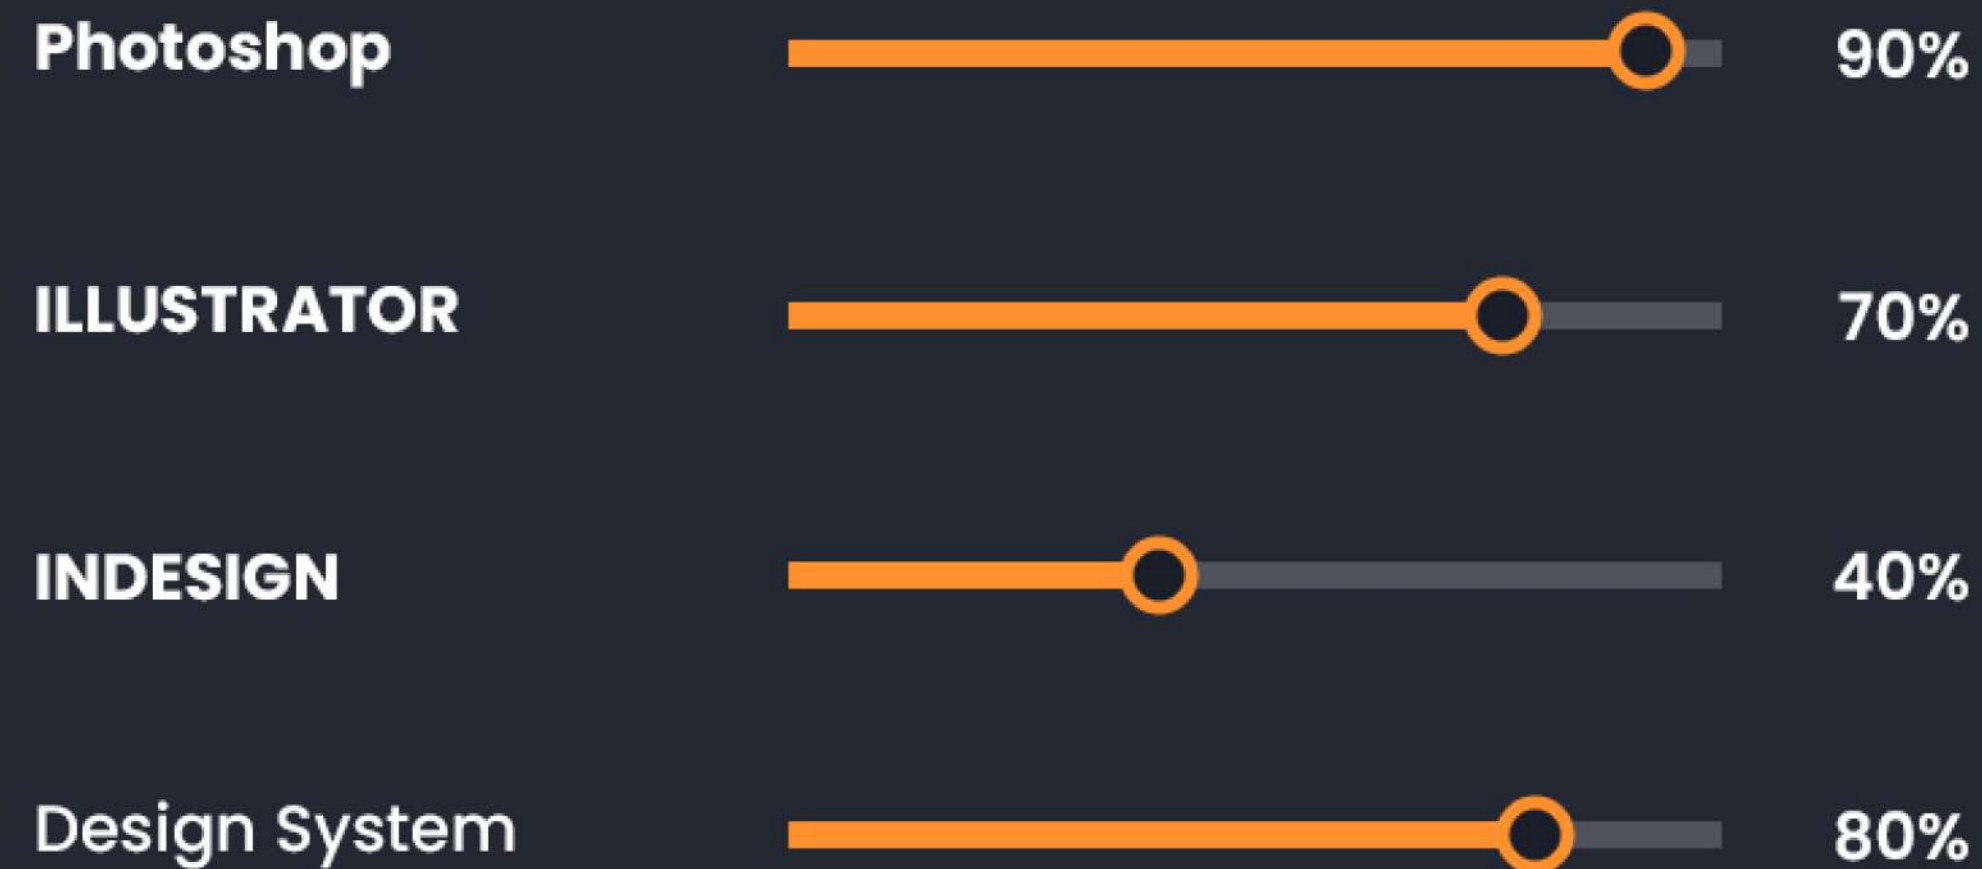 Photoshop 90%
ILLUSTRATOR 70%
INDESIGN 40%
Design System 80%